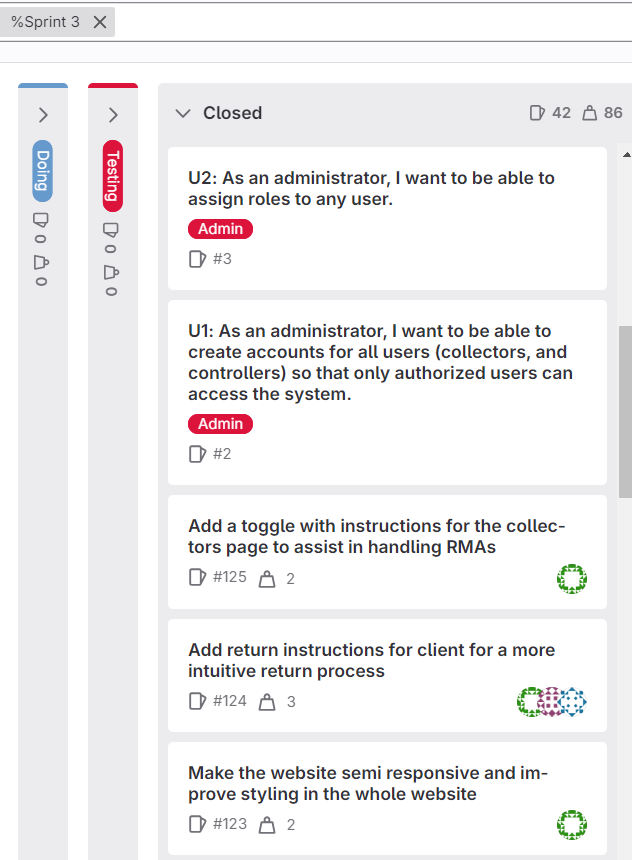 %Sprint 3
Doing
0
0
Testing
0
0
Closed
42 86
U2: As an administrator, I want to be able to
assign roles to any user.
Admin
#3
U1: As an administrator, I want to be able to
create accounts for all users (collectors, and
controllers) so that only authorized users can
access the system.
Admin
#2
Add a toggle with instructions for the collec-
tors page to assist in handling RMAs
#125 2
Add return instructions for client for a more
intuitive return process
#124 3
Make the website semi responsive and im-
prove styling in the whole website
#123 2